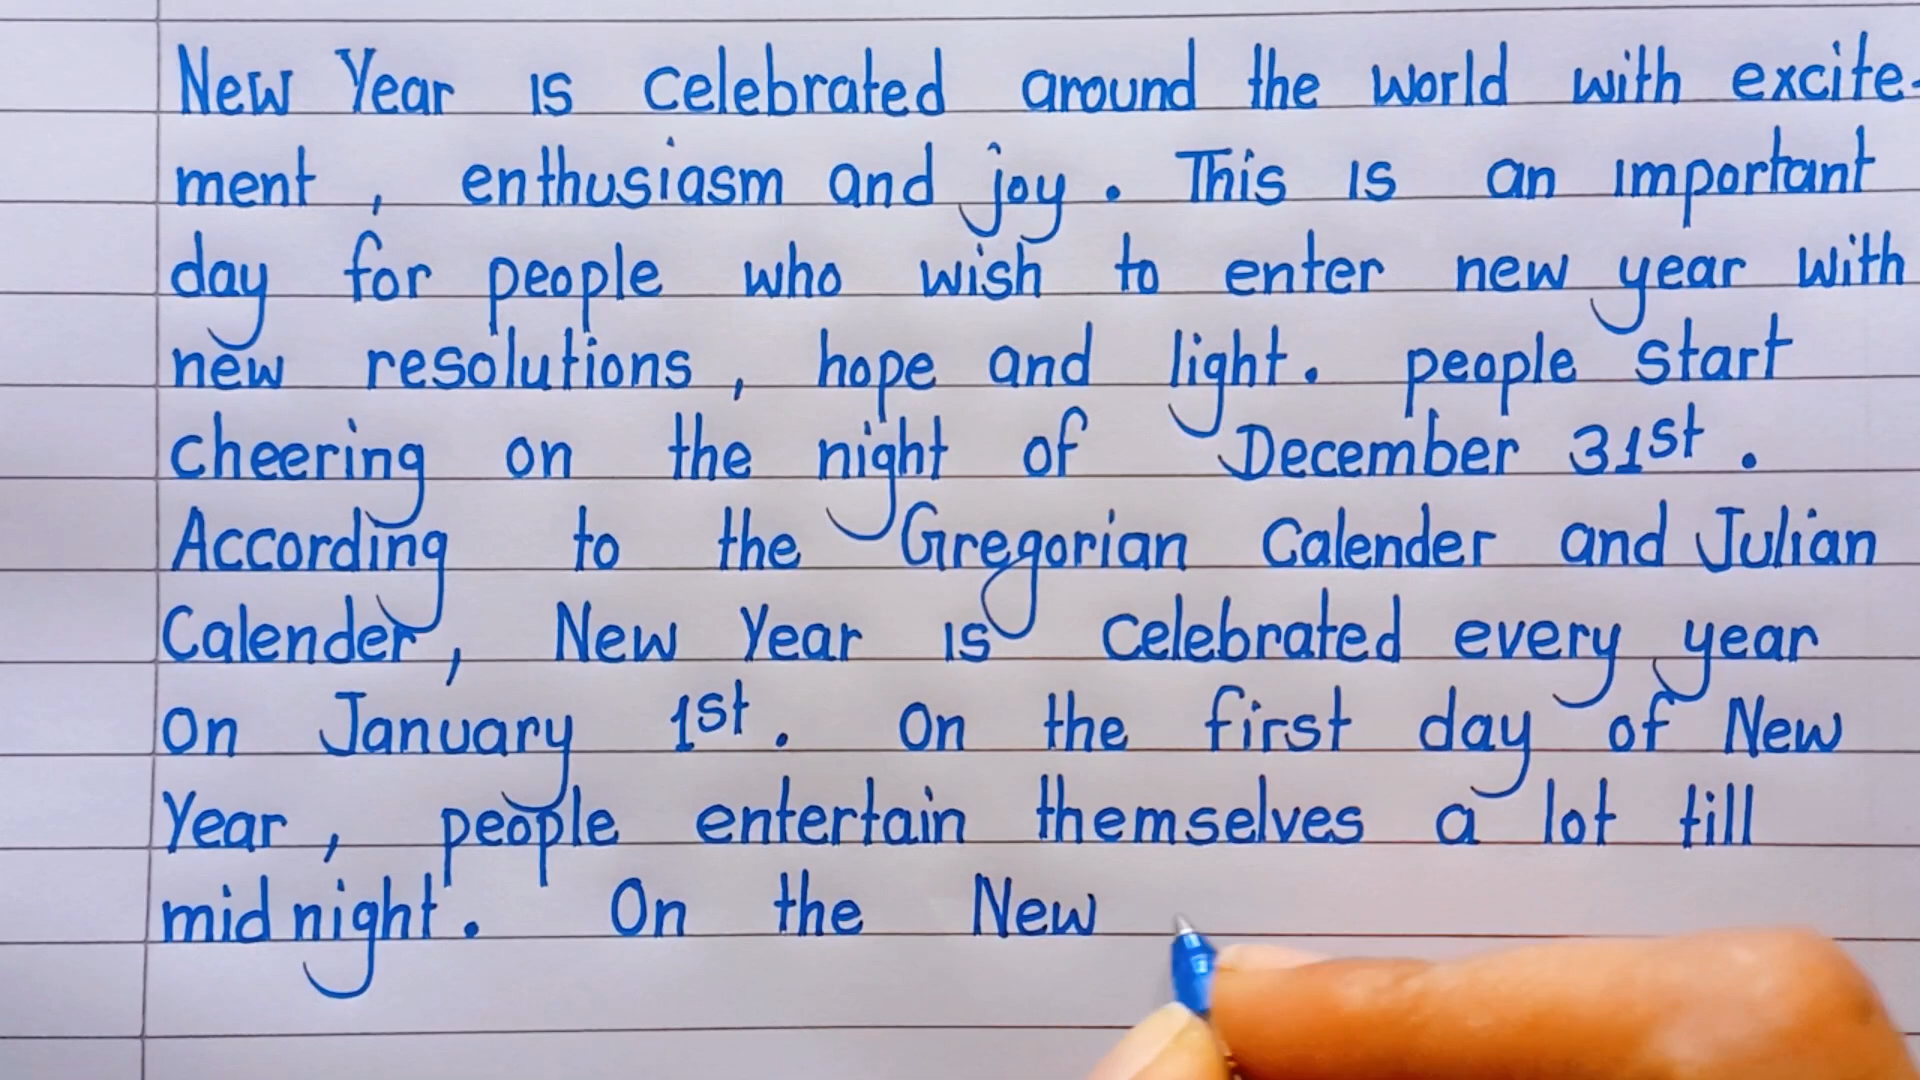 New Year is celebrated around the world with excite-
ment , enthusiasm and joy . This is an important
day for people who wish to enter new year with
new resolutions , hope and light . people start
cheering on the night of December 31st .
According to the Gregorian Calender and Julian
Calender , New Year is celebrated every year
on January 1st . On the first day of New
Year , people entertain themselves a lot till
mid night . On the New